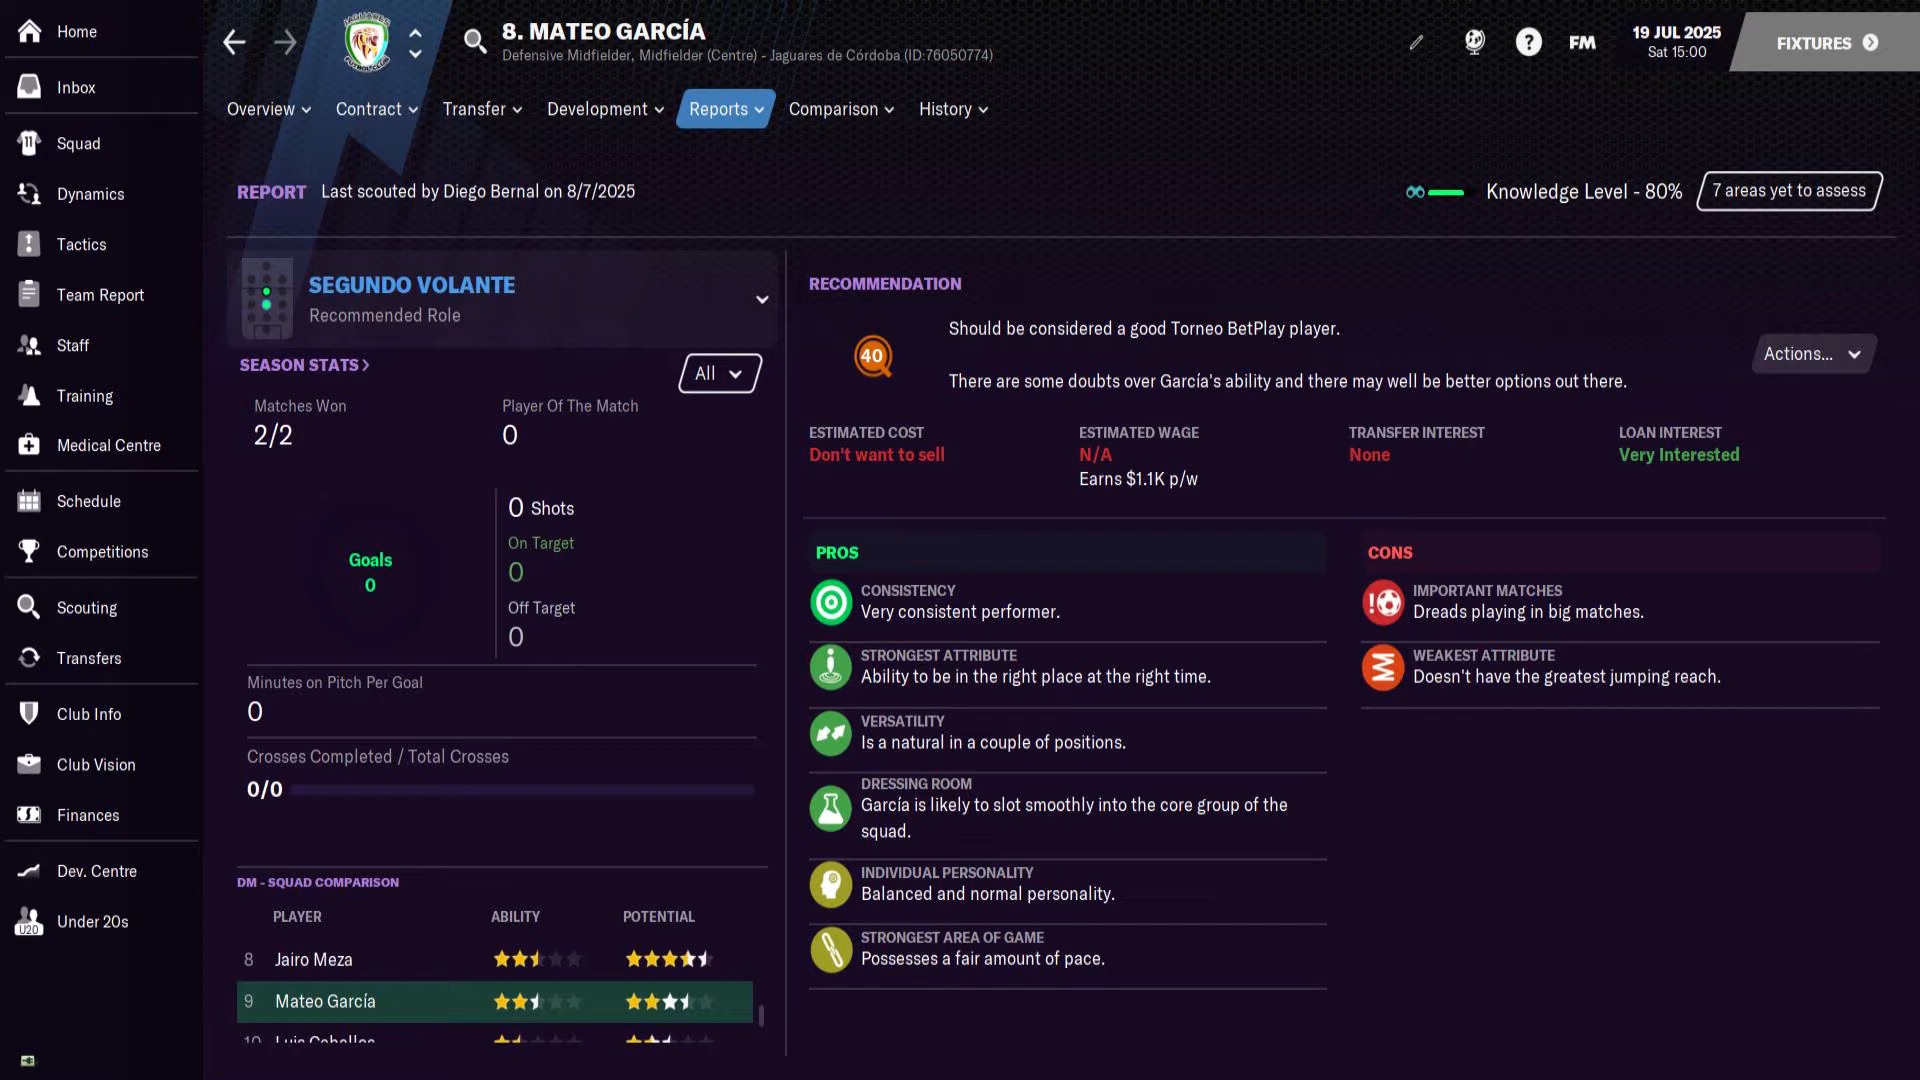 Home
Inbox
Squad
Dynamics
Tactics
Team Report
Staff
Training
Medical Centre
Schedule
Competitions
Scouting
Transfers
Club Info
Club Vision
Finances
Dev. Centre
U20
Under 20s
JAGUARES
8. MATEO GARCÍA
Defensive Midfielder, Midfielder (Centre) - Jaguares de Córdoba (ID:76050774)
?
FM
19 JUL 2025
Sat 15:00
FIXTURES
Overview
Contract
Transfer
Development
Reports
Comparison
History
REPORT
Last scouted by Diego Bernal on 8/7/2025
Knowledge Level - 80%
7 areas yet to assess
SEGUNDO VOLANTE
Recommended Role
SEASON STATS
All
Matches Won
2/2
Player Of The Match
0
Goals
0
0 Shots
On Target
0
Off Target
0
Minutes on Pitch Per Goal
0
Crosses Completed / Total Crosses
0/0
DM - SQUAD COMPARISON
PLAYER ABILITY POTENTIAL
8 Jairo Meza
9 Mateo García
10 Luis Ceballos
RECOMMENDATION
40
Should be considered a good Torneo BetPlay player.
There are some doubts over García's ability and there may well be better options out there.
Actions...
ESTIMATED COST
Don't want to sell
ESTIMATED WAGE
N/A
Earns $1.1K p/w
TRANSFER INTEREST
None
LOAN INTEREST
Very Interested
PROS
CONSISTENCY
Very consistent performer.
STRONGEST ATTRIBUTE
Ability to be in the right place at the right time.
VERSATILITY
Is a natural in a couple of positions.
DRESSING ROOM
García is likely to slot smoothly into the core group of the
squad.
INDIVIDUAL PERSONALITY
Balanced and normal personality.
STRONGEST AREA OF GAME
Possesses a fair amount of pace.
CONS
IMPORTANT MATCHES
Dreads playing in big matches.
WEAKEST ATTRIBUTE
Doesn't have the greatest jumping reach.